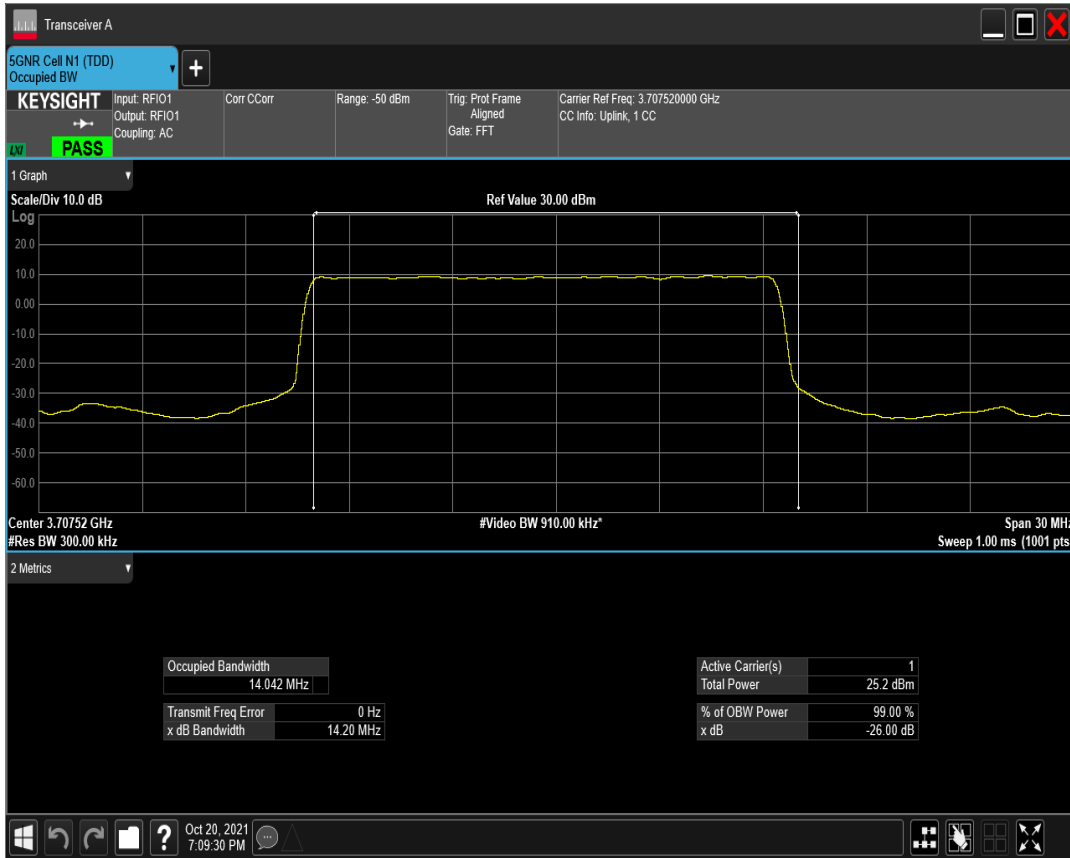 Transceiver A
5GNR Cell N1 (TDD)
Occupied BW
+
KEYSIGHT
LXI
PASS
Input: RFIO1
Output: RFIO1
Coupling: AC
Corr CCorr
Range: -50 dBm
Trig: Prot Frame
Aligned
Gate: FFT
Carrier Ref Freq: 3.707520000 GHz
CC Info: Uplink, 1 CC
1 Graph
Scale/Div 10.0 dB
Ref Value 30.00 dBm
Log
20.0
10.0
0.00
-10.0
-20.0
-30.0
-40.0
-50.0
-60.0
Center 3.70752 GHz
#Video BW 910.00 kHz*
Span 30 MHz
#Res BW 300.00 kHz
Sweep 1.00 ms (1001 pts
2 Metrics
Occupied Bandwidth
14.042 MHz
Transmit Freq Error 0 Hz
x dB Bandwidth 14.20 MHz
Active Carrier(s) 1
Total Power 25.2 dBm
% of OBW Power 99.00 %
x dB -26.00 dB
?
Oct 20, 2021
7:09:30 PM